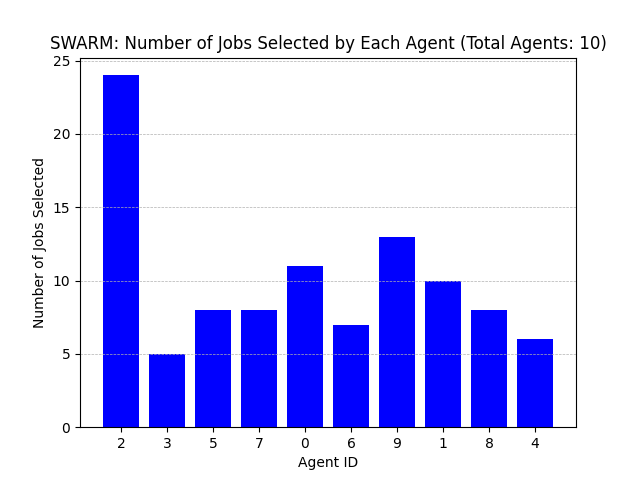 SWARM: Number of Jobs Selected by Each Agent (Total Agents: 10)
25
20
15
10
5
0
Number of Jobs Selected
2 3 5 7 0 6 9 1 8 4
Agent ID